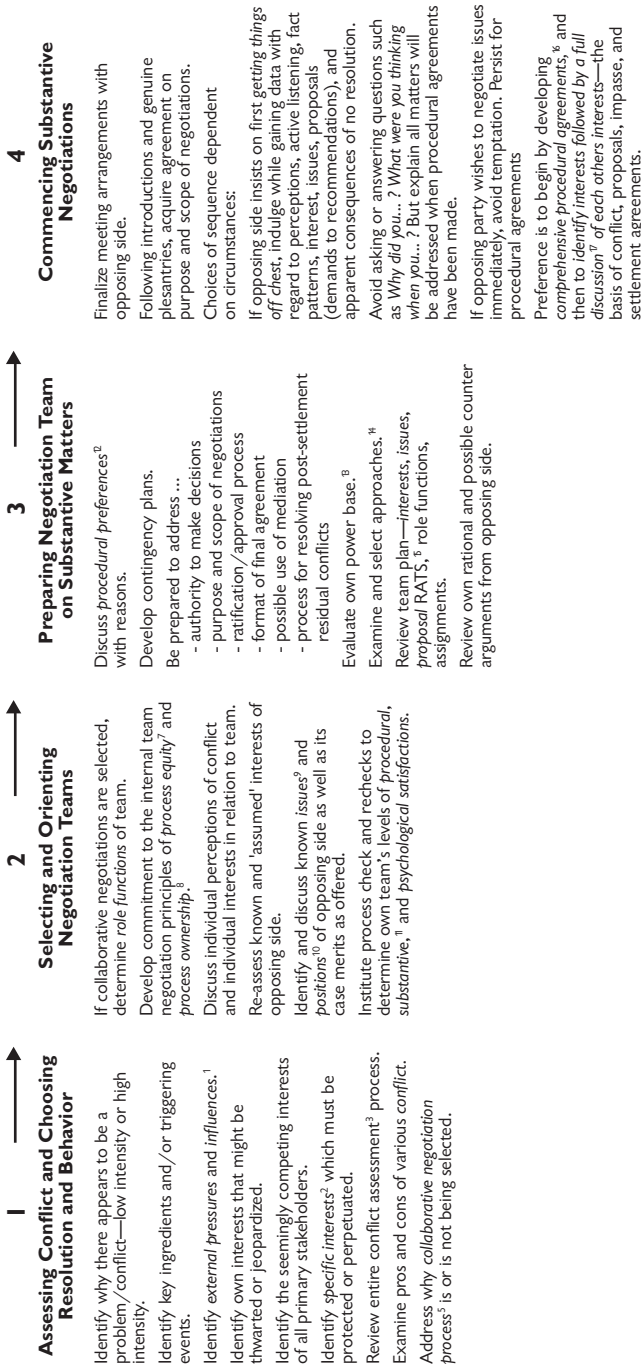 1
Assessing Conflict and Choosing
Resolution and Behavior
Identify why there appears to be a
problem/conflict—low intensity or high
intensity.
Identify key ingredients and/or triggering
events.
Identify external pressures and influences.1
Identify own interests that might be
thwarted or jeopardized.
Identify the seemingly competing interests
of all primary stakeholders.
Identify specific interests2 which must be
protected or perpetuated.
Review entire conflict assessment3 process.
Examine pros and cons of various conflict.
Address why collaborative negotiation
process5 is or is not being selected.
2
Selecting and Orienting
Negotiation Teams
If collaborative negotiations are selected,
determine role functions of team.
Develop commitment to the internal team
negotiation principles of process equity7 and
process ownership.8
Discuss individual perceptions of conflict
and individual interests in relation to team.
Re-assess known and 'assumed' interests of
opposing side.
Identify and discuss known issues9 and
positions10 of opposing side as well as its
case merits as offered.
Institute process check and rechecks to
determine own team's levels of procedural,
substantive,11 and psychological satisfactions.
3
Preparing Negotiation Team
on Substantive Matters
Discuss procedural preferences12
with reasons.
Develop contingency plans.
Be prepared to address ...
- authority to make decisions
- purpose and scope of negotiations
- ratification/approval process
- format of final agreement
- possible use of mediation
- process for resolving post-settlement
residual conflicts
Evaluate own power base.13
Examine and select approaches.14
Review team plan—interests, issues,
proposal RATS,15 role functions,
assignments.
Review own rational and possible counter
arguments from opposing side.
4
Commencing Substantive
Negotiations
Finalize meeting arrangements with
opposing side.
Following introductions and genuine
plesantries, acquire agreement on
purpose and scope of negotiations.
Choices of sequence dependent
on circumstances:
If opposing side insists on first getting things
off chest, indulge while gaining data with
regard to perceptions, active listening, fact
patterns, interest, issues, proposals
(demands to recommendations), and
apparent consequences of no resolution.
Avoid asking or answering questions such
as Why did you... ? What were you thinking
when you... ? But explain all matters will
be addressed when procedural agreements
have been made.
If opposing party wishes to negotiate issues
immediately, avoid temptation. Persist for
procedural agreements
Preference is to begin by developing
comprehensive procedural agreements,16 and
then to identify interests followed by a full
discussion17 of each others interests—the
basis of conflict, proposals, impasse, and
settlement agreements.